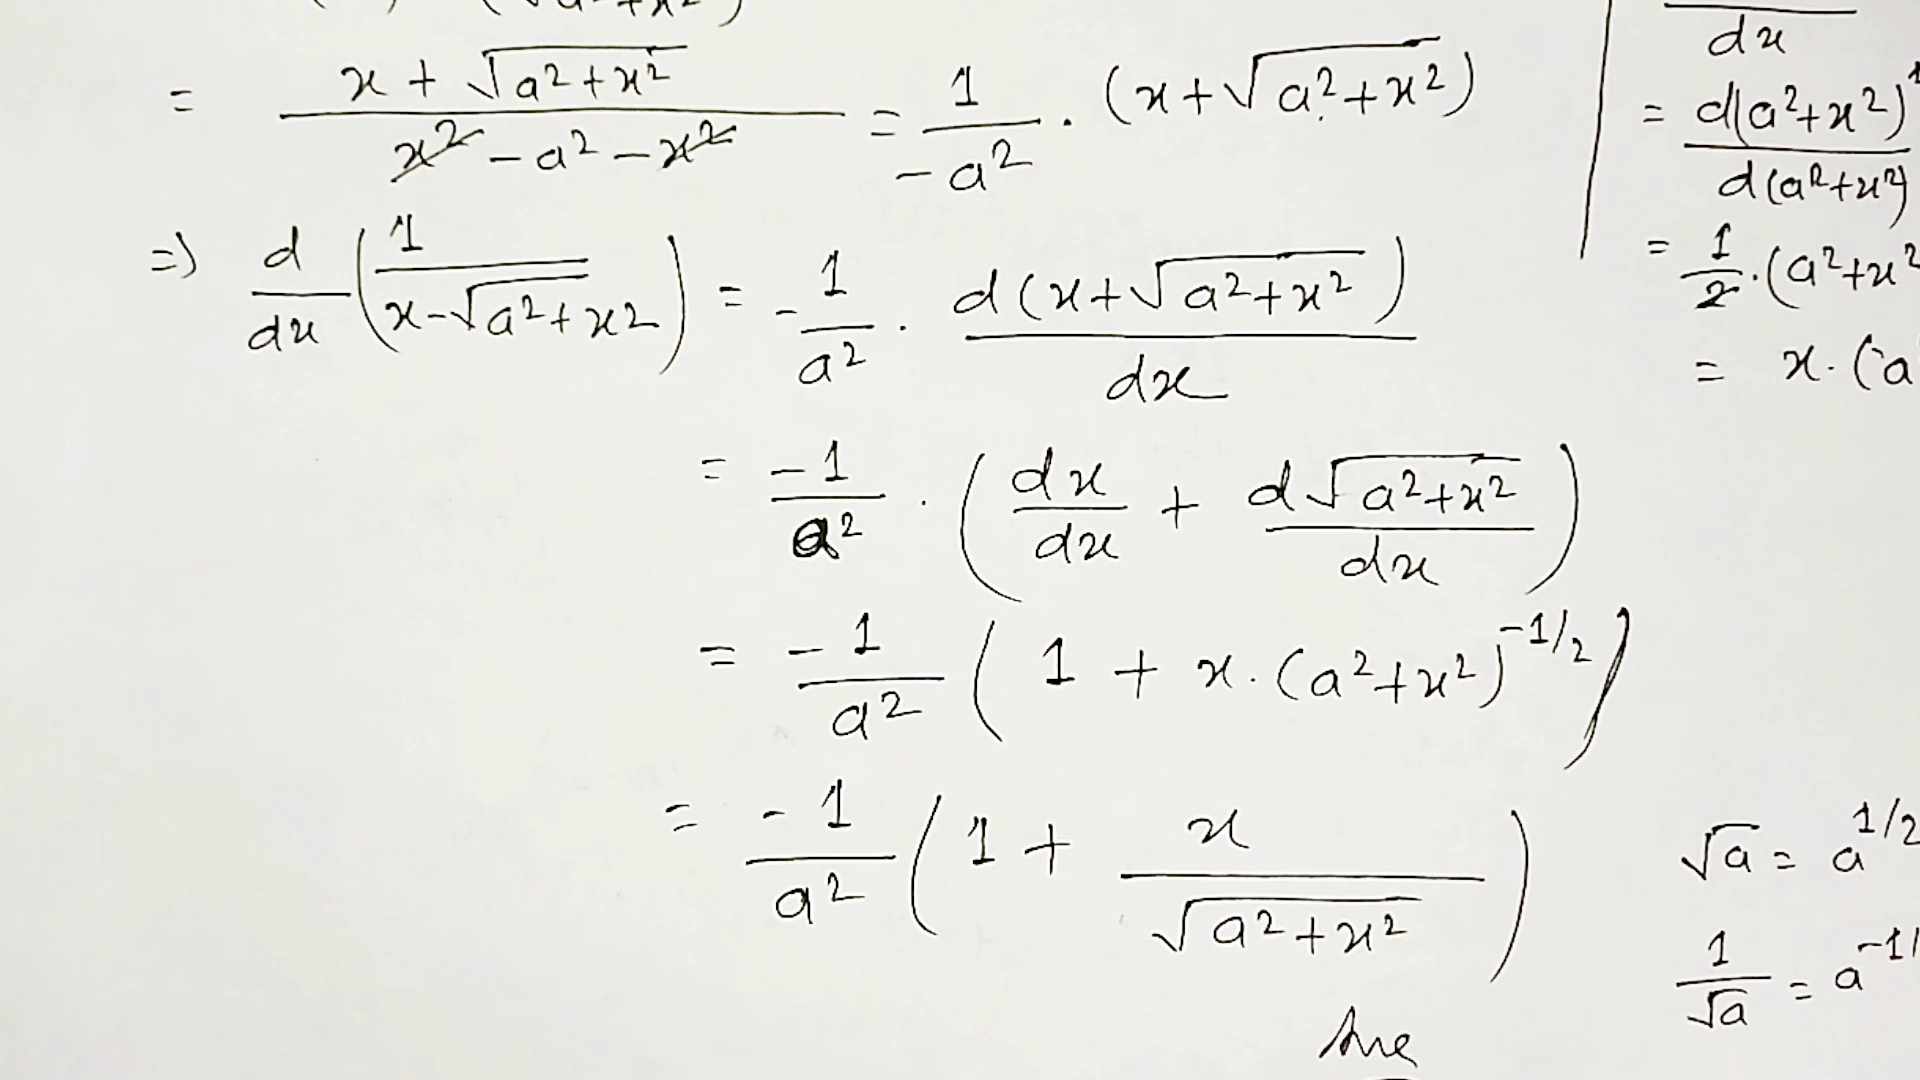 = x + √a²+x² / x² - a² - x² = 1 / -a² . (x+√a²+x²)
=) d/dx (1 / x-√a²+x²) = - 1/a² . d(x+√a²+x²) / dx
= -1/a² . (dx/dx + d√a²+x² / dx)
= -1/a² (1 + x.(a²+x²)^-1/2)
= -1/a² (1 + x / √a²+x²)
Ans
dx
= d(a²+x²) / d(a²+x²)
= 1/2 . (a²+x²
= x. (a
√a = a^1/2
1/√a = a^-1/